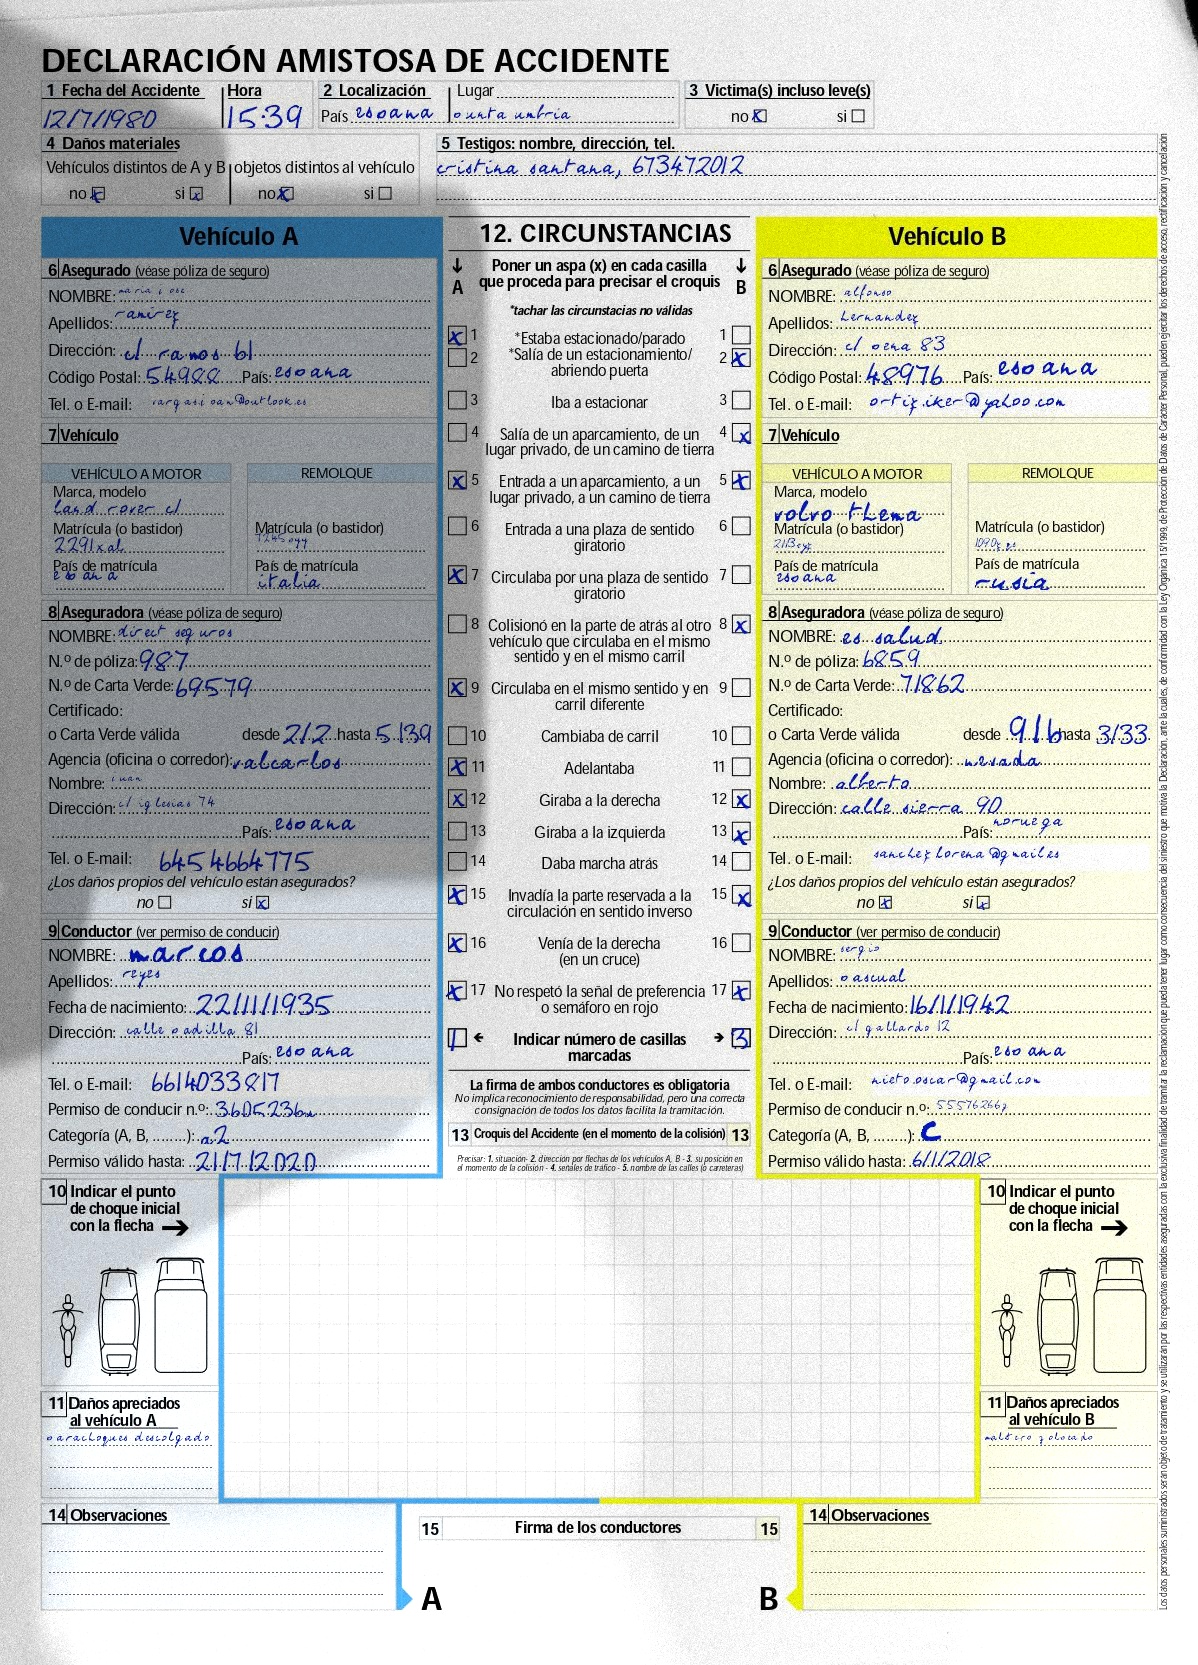 DECLARACIÓN AMISTOSA DE ACCIDENTE
1 Fecha del Accidente Hora 2 Localización Lugar 3 Victima(s) incluso leve(s)
12/7/1980 15:39 País espana punta umbria no x si
4 Daños materiales 5 Testigos: nombre, dirección, tel.
Vehículos distintos de A y B objetos distintos al vehículo cristina santana, 673472012
no x si x no x si
Vehículo A
6 Asegurado (véase póliza de seguro)
NOMBRE: maria jose
Apellidos: ramirez
Dirección: c/ ramos 61
Código Postal: 54988 País: espana
Tel. o E-mail: vargasjoan@outlook.es
7 Vehículo
VEHÍCULO A MOTOR REMOLQUE
Marca, modelo
land rover cl
Matrícula (o bastidor) Matrícula (o bastidor)
2291xal
País de matrícula País de matrícula
espana italia
8 Aseguradora (véase póliza de seguro)
NOMBRE: direct seguros
N.º de póliza: 987
N.º de Carta Verde: 69579
Certificado:
o Carta Verde válida desde 2/2 hasta 5/39
Agencia (oficina o corredor): valcarlos
Nombre: juan
Dirección: c/ iglesias 74
País: espana
Tel. o E-mail: 6454664775
¿Los daños propios del vehículo están asegurados?
no si x
9 Conductor (ver permiso de conducir)
NOMBRE: marcos
Apellidos: reyes
Fecha de nacimiento: 22/11/1935
Dirección: calle padilla 81
País: espana
Tel. o E-mail: 6614033817
Permiso de conducir n.º:
Categoría (A, B, ........): a2
Permiso válido hasta: 21/7/2020
10 Indicar el punto
de choque inicial
con la flecha
11 Daños apreciados
al vehículo A
parachoques descolgado
14 Observaciones
12. CIRCUNSTANCIAS
A Poner un aspa (x) en cada casilla B
que proceda para precisar el croquis
*tachar las circunstacias no válidas
x 1 *Estaba estacionado/parado 1
2 *Salía de un estacionamiento/ 2 x
abriendo puerta
3 Iba a estacionar 3
4 Salía de un aparcamiento, de un 4 x
lugar privado, de un camino de tierra
x 5 Entrada a un aparcamiento, a un 5 x
lugar privado, a un camino de tierra
6 Entrada a una plaza de sentido 6
giratorio
x 7 Circulaba por una plaza de sentido 7
giratorio
8 Colisionó en la parte de atrás al otro 8 x
vehículo que circulaba en el mismo
sentido y en el mismo carril
x 9 Circulaba en el mismo sentido y en 9
carril diferente
10 Cambiaba de carril 10
x 11 Adelantaba 11
x 12 Giraba a la derecha 12 x
13 Giraba a la izquierda 13 x
14 Daba marcha atrás 14
x 15 Invadía la parte reservada a la 15 x
circulación en sentido inverso
x 16 Venía de la derecha 16
(en un cruce)
x 17 No respetó la señal de preferencia 17 x
o semáforo en rojo
1 Indicar número de casillas 3
marcadas
La firma de ambos conductores es obligatoria
No implica reconocimiento de responsabilidad, pero una correcta
consignación de todos los datos facilita la tramitación.
13 Croquis del Accidente (en el momento de la colisión) 13
Precisar: 1. situación- 2. dirección por flechas de los vehículos A, B - 3. su posición en
el momento de la colisión - 4. señales de tráfico - 5. nombre de las calles (o carreteras)
15 Firma de los conductores 15
A B
Vehículo B
6 Asegurado (véase póliza de seguro)
NOMBRE: alfonso
Apellidos: hernandez
Dirección: c/ pena 83
Código Postal: 48976 País: espana
Tel. o E-mail: ortiz.iker@yahoo.com
7 Vehículo
VEHÍCULO A MOTOR REMOLQUE
Marca, modelo
volvo thema
Matrícula (o bastidor) Matrícula (o bastidor)
País de matrícula País de matrícula
espana rusia
8 Aseguradora (véase póliza de seguro)
NOMBRE: es salud
N.º de póliza: 6859
N.º de Carta Verde: 71862
Certificado:
o Carta Verde válida desde 9/6 hasta 3/33
Agencia (oficina o corredor): nevada
Nombre: alberto
Dirección: calle sierra 90
País: noruega
Tel. o E-mail: sanchez.lorena@gmail.es
¿Los daños propios del vehículo están asegurados?
no x si x
9 Conductor (ver permiso de conducir)
NOMBRE: sergio
Apellidos: pascual
Fecha de nacimiento: 16/1/1942
Dirección: c/ gallardo 12
País: espana
Tel. o E-mail: nieto.oscar@gmail.com
Permiso de conducir n.º:
Categoría (A, B, ........): c
Permiso válido hasta: 6/1/2018
10 Indicar el punto
de choque inicial
con la flecha
11 Daños apreciados
al vehículo B
14 Observaciones
Los datos personales suministrados seran objeto de tratamiento y se utilizaran por las respectivas entidades aseguradas con la exclusiva finalidad de tramitar la reclamación que pueda tener lugar como consecuencia del siniestro que motiva la Declaración, ante la cuales, de conformidad con la Ley Orgánica 15/1999, de Protección de Datos de Carácter Personal, pueden ejercitar los derechos de acceso, rectificación y cancelación